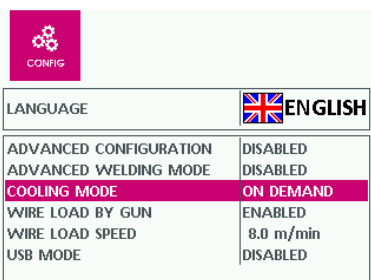 CONFIG
LANGUAGE ENGLISH
ADVANCED CONFIGURATION DISABLED
ADVANCED WELDING MODE DISABLED
COOLING MODE ON DEMAND
WIRE LOAD BY GUN ENABLED
WIRE LOAD SPEED 8.0 m/min
USB MODE DISABLED